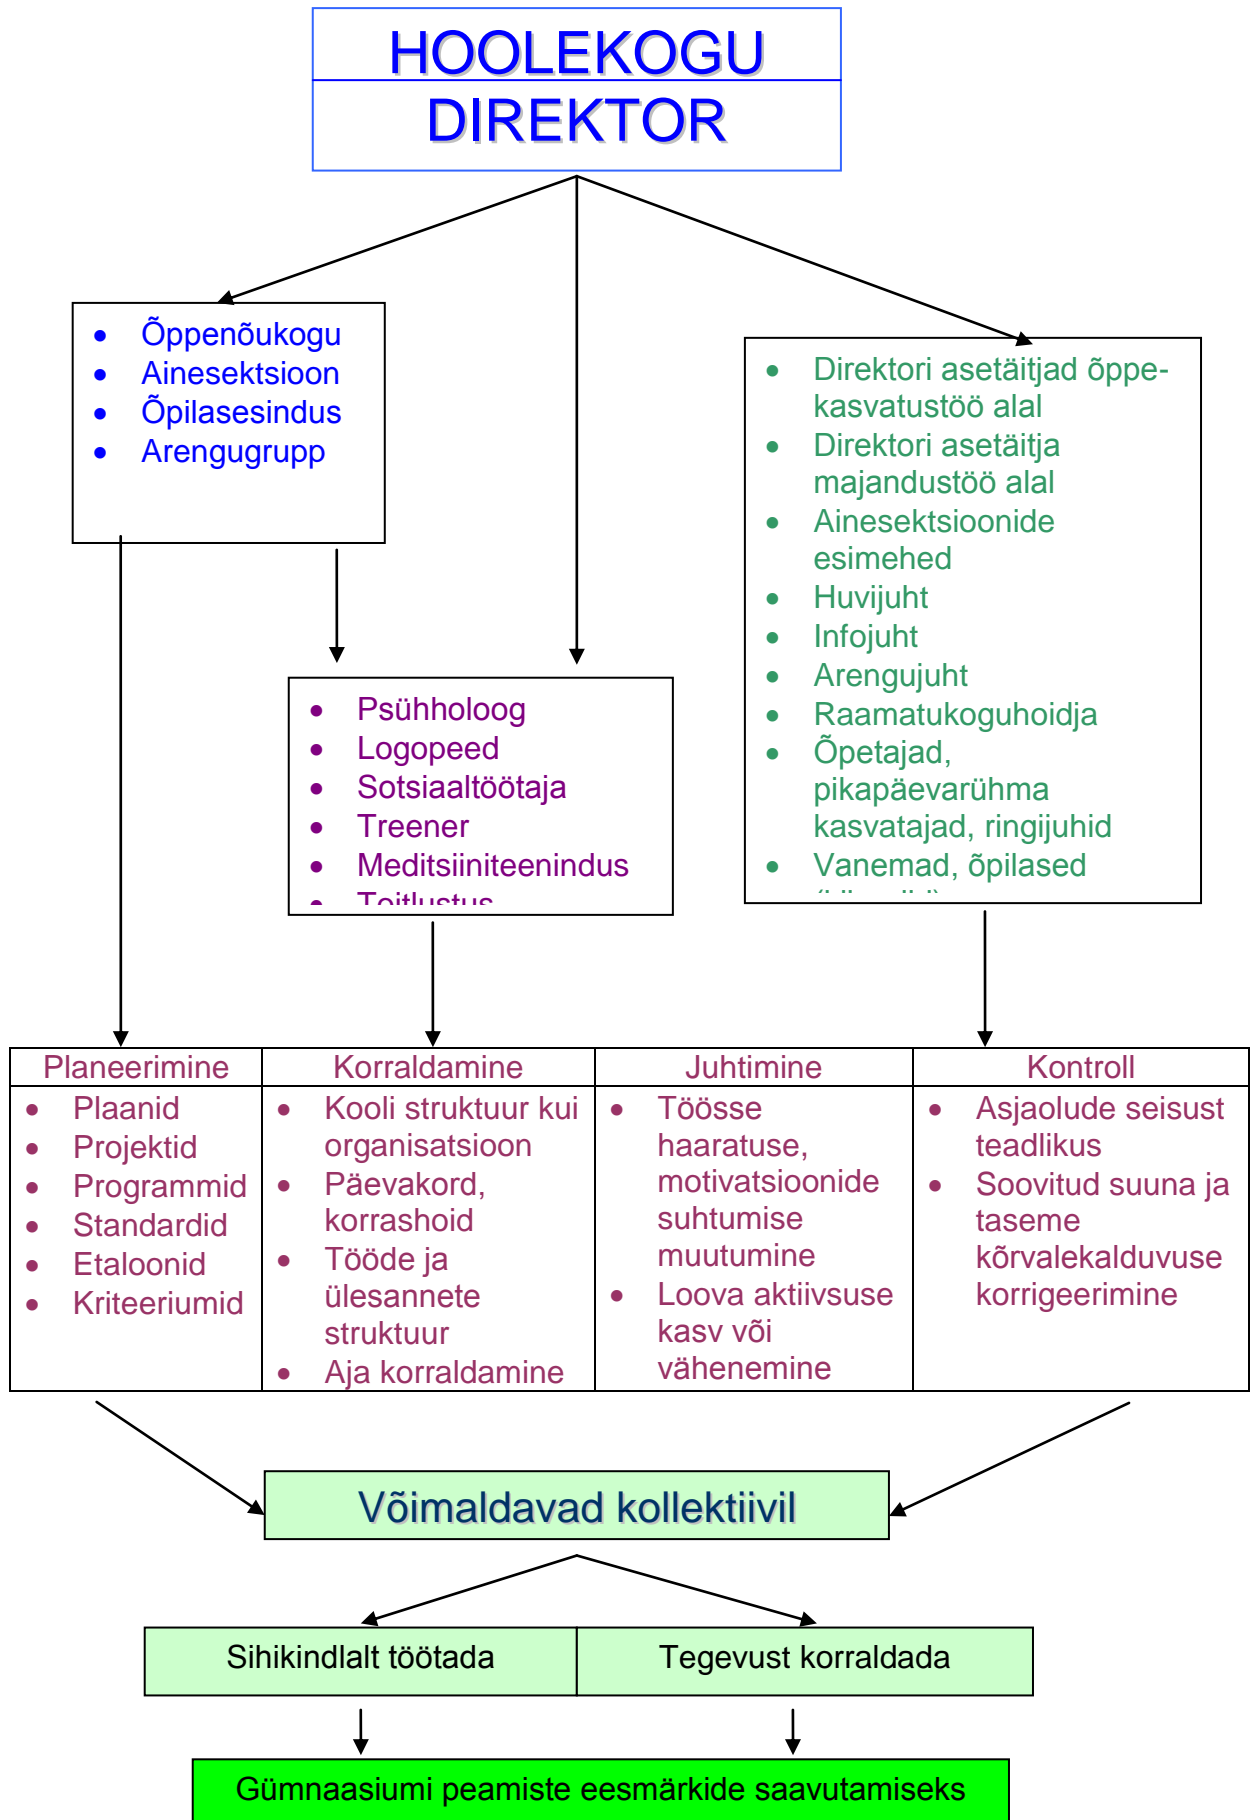 HOOLEKOGU
DIREKTOR
• Õppenõukogu
• Ainesektsioon
• Õpilasesindus
• Arengugrupp
• Direktori asetäitjad õppe-
kasvatustöö alal
• Direktori asetäitja
majandustöö alal
• Ainesektsioonide
esimehed
• Huvijuht
• Infojuht
• Arengujuht
• Raamatukoguhoidja
• Õpetajad,
pikapäevarühma
kasvatajad, ringijuhid
• Vanemad, õpilased
• Psühholoog
• Logopeed
• Sotsiaaltöötaja
• Treener
• Meditsiiniteenindus
• Toitlustus
Planeerimine
• Plaanid
• Projektid
• Programmid
• Standardid
• Etaloonid
• Kriteeriumid
Korraldamine
• Kooli struktuur kui
organisatsioon
• Päevakord,
korrashoid
• Tööde ja
ülesannete
struktuur
• Aja korraldamine
Juhtimine
• Töösse
haaratuse,
motivatsioonide
suhtumise
muutumine
• Loova aktiivsuse
kasv või
vähenemine
Kontroll
• Asjaolude seisust
teadlikus
• Soovitud suuna ja
taseme
kõrvalekalduvuse
korrigeerimine
Võimaldavad kollektiivil
Sihikindlalt töötada
Tegevust korraldada
Gümnaasiumi peamiste eesmärkide saavutamiseks